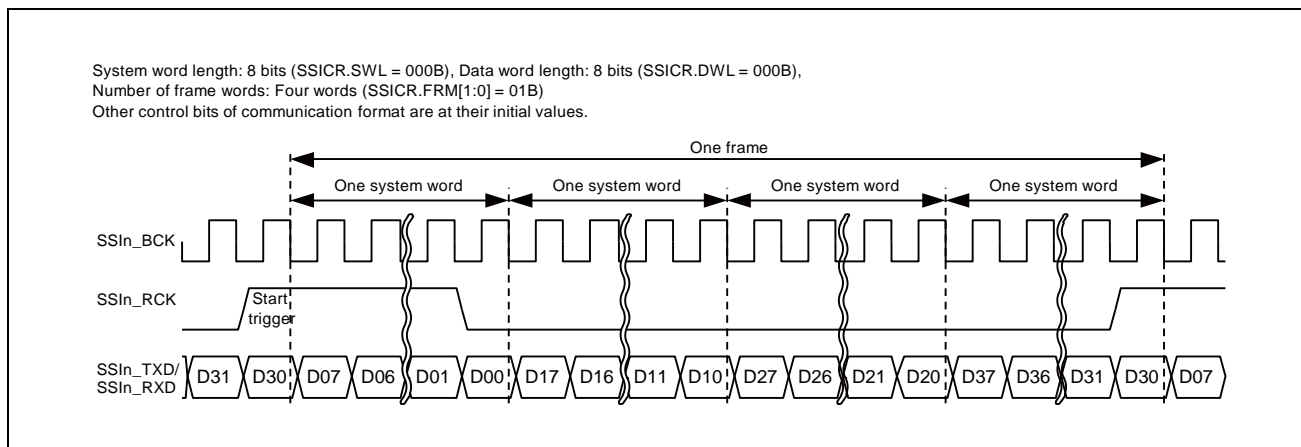 System word length: 8 bits (SSICR.SWL = 000B), Data word length: 8 bits (SSICR.DWL = 000B),
Number of frame words: Four words (SSICR.FRM[1:0] = 01B)
Other control bits of communication format are at their initial values.
One frame
One system word One system word One system word One system word
SSIn_BCK
SSIn_RCK
Start
trigger
SSIn_TXD/
SSIn_RXD
D31 D30 D07 D06 D01 D00 D17 D16 D11 D10 D27 D26 D21 D20 D37 D36 D31 D30 D07